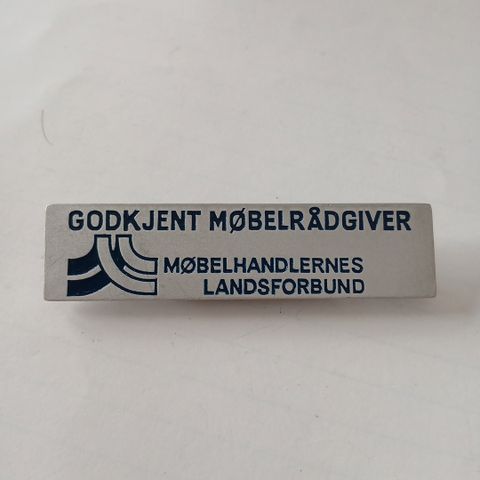 GODKJENT MØBELRÅDGIVER
MØBELHANDLERNES
LANDSFORBUND